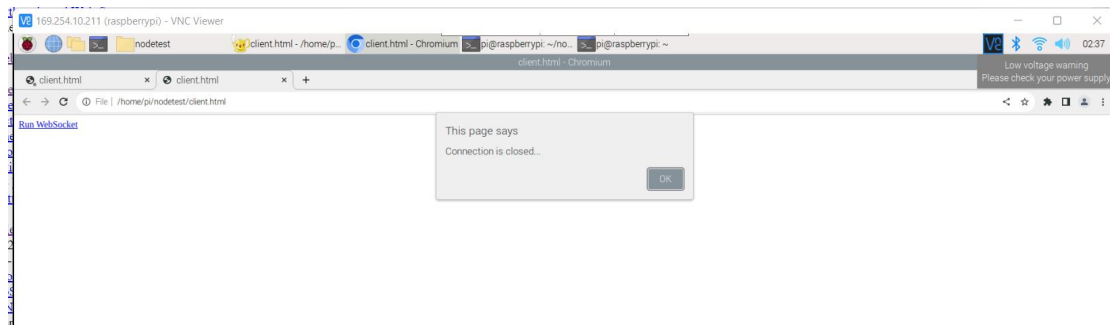 169.254.10.211 (raspberrypi) - VNC Viewer
nodetest
client.html - /home/p...
client.html - Chromium
pi@raspberrypi: ~/no...
pi@raspberrypi: ~
02:37
client.html - Chromium
Low voltage warning
Please check your power supply
client.html
client.html
File | /home/pi/nodetest/client.html
Run WebSocket
This page says
Connection is closed...
OK